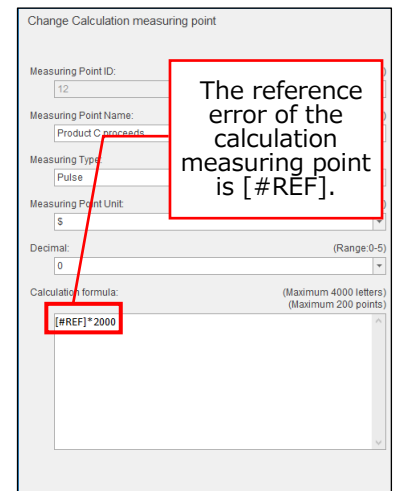 Change Calculation measuring point
Measuring Point ID:
)
12
Measuring Point Name:
)
Product C proceeds
Measuring Type:
Pulse
Measuring Point Unit:
)
$
Decimal:
(Range:0-5)
0
Calculation formula:
(Maximum 4000 letters)
(Maximum 200 points)
[#REF]*2000
The reference
error of the
calculation
measuring point
is [#REF].